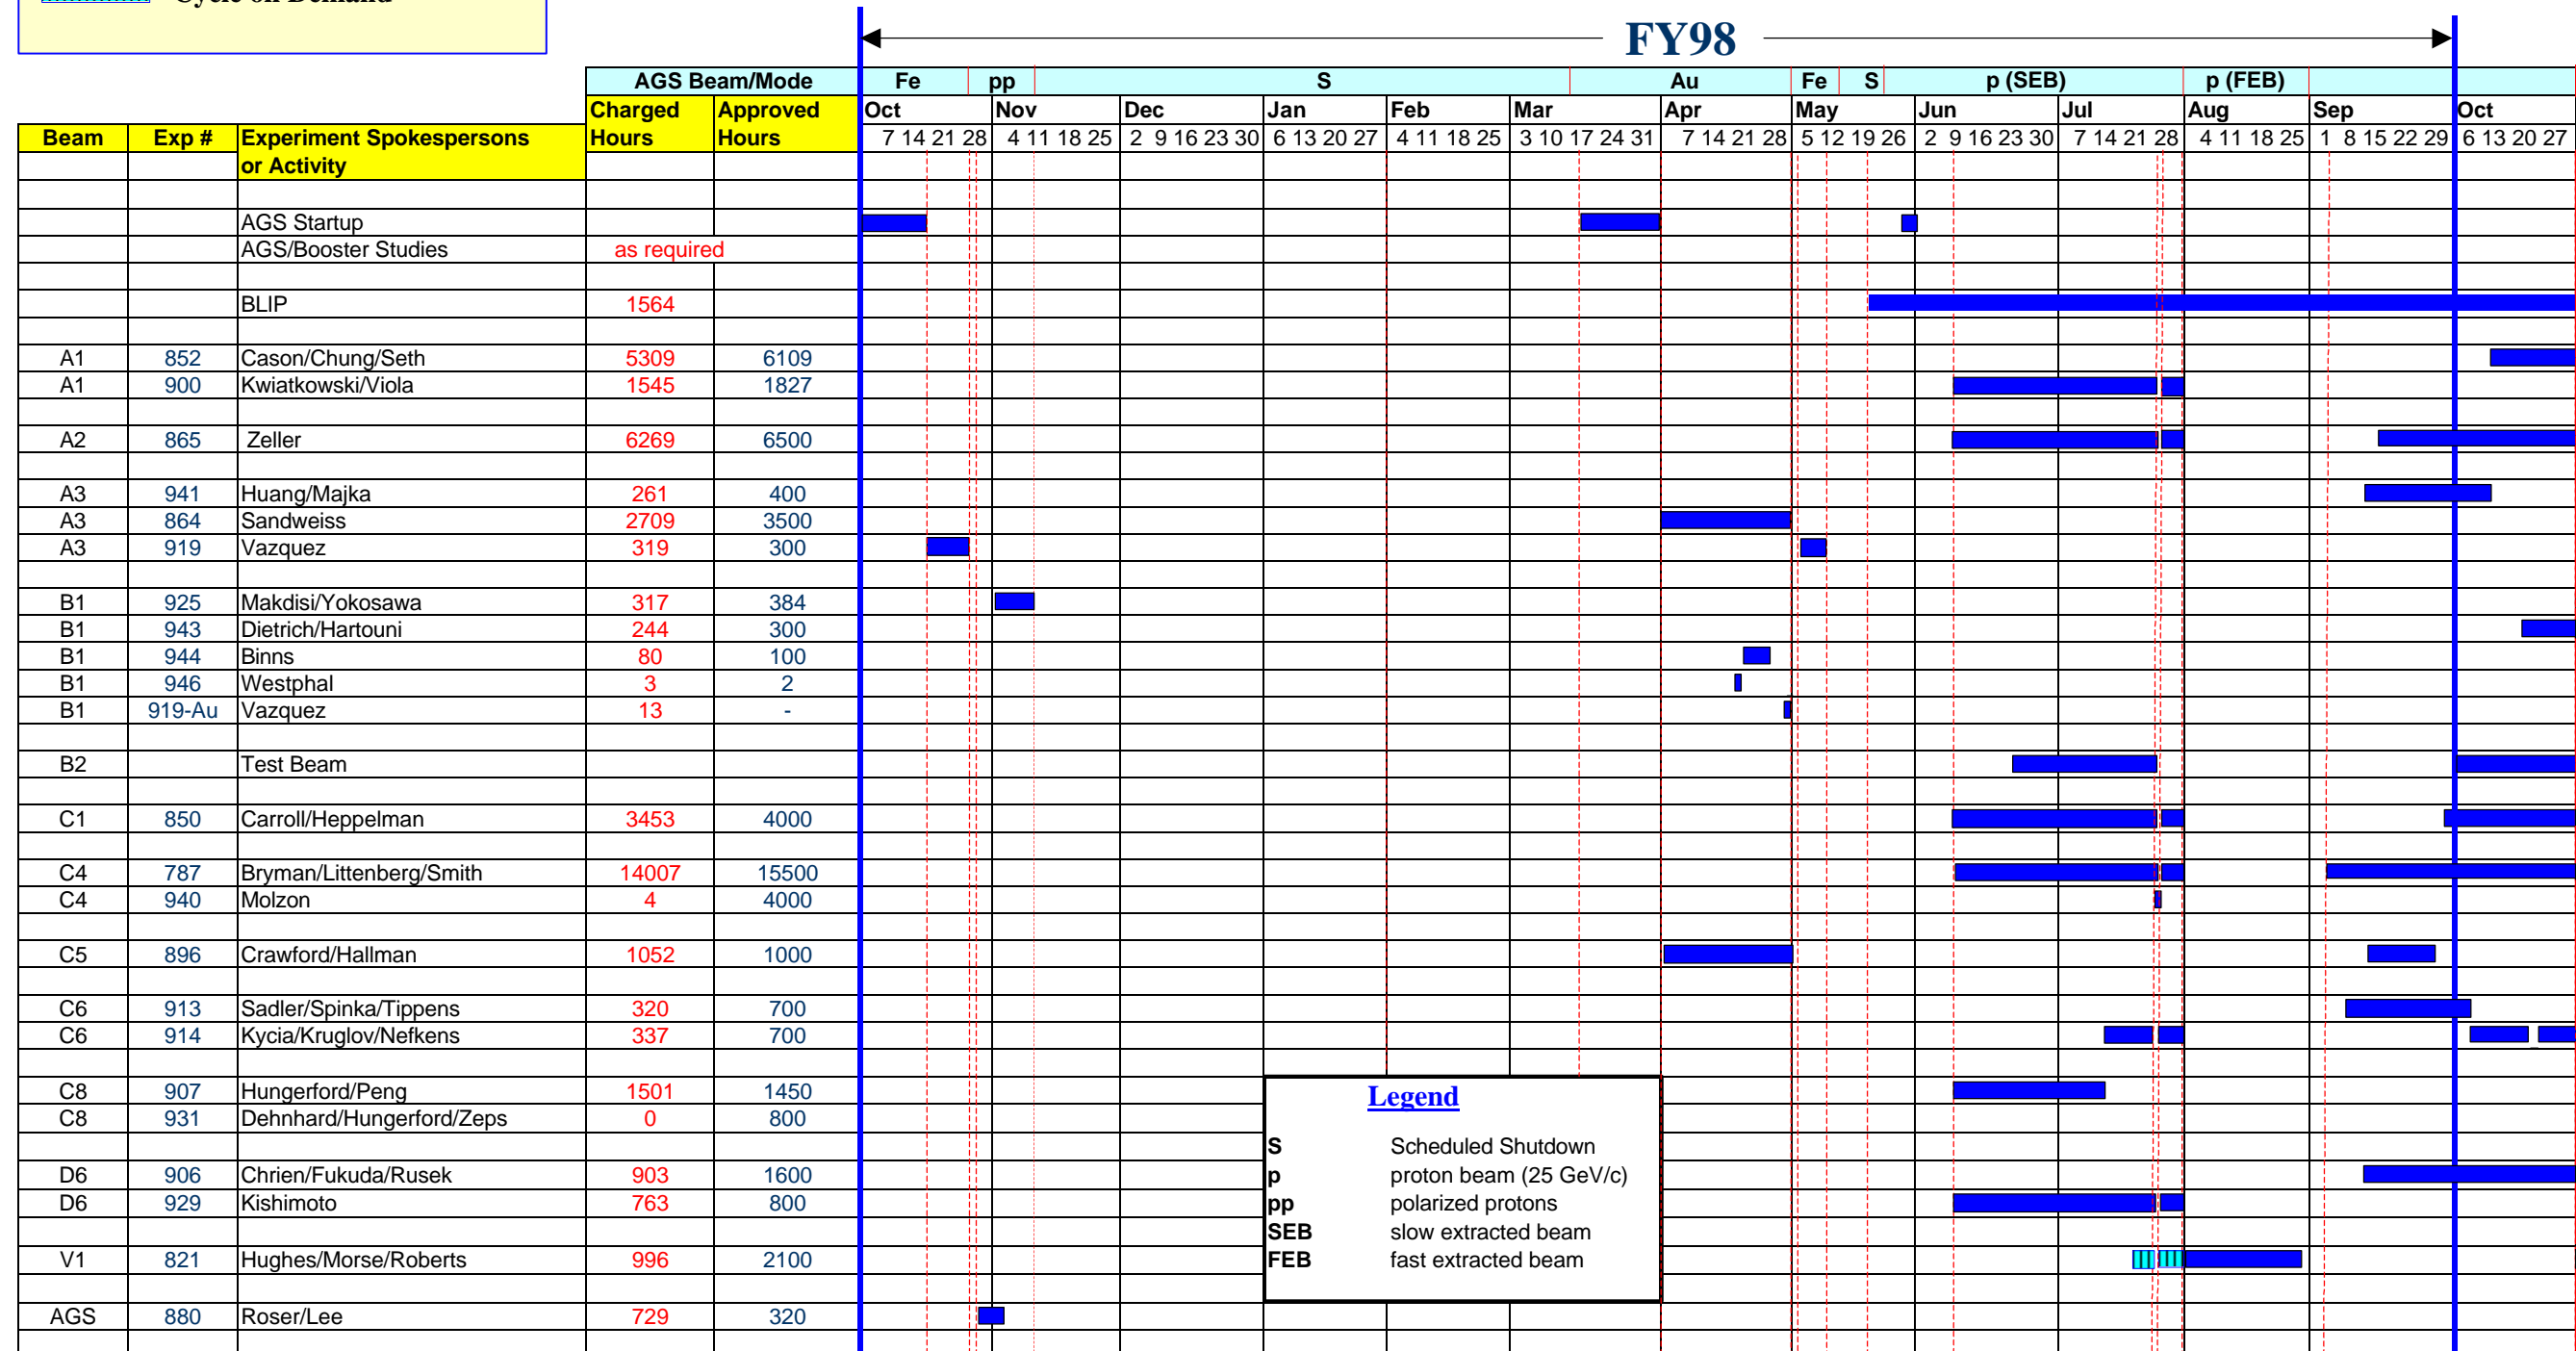 Cycle on Demand
FY98
AGS Beam/Mode Fe pp S Au Fe S p (SEB) p (FEB)
Charged Approved Oct Nov Dec Jan Feb Mar Apr May Jun Jul Aug Sep Oct
Beam Exp # Experiment Spokespersons Hours Hours 7 14 21 28 4 11 18 25 2 9 16 23 30 6 13 20 27 4 11 18 25 3 10 17 24 31 7 14 21 28 5 12 19 26 2 9 16 23 30 7 14 21 28 4 11 18 25 1 8 15 22 29 6 13 20 27
or Activity
AGS Startup
AGS/Booster Studies as required
BLIP 1564
A1 852 Cason/Chung/Seth 5309 6109
A1 900 Kwiatkowski/Viola 1545 1827
A2 865 Zeller 6269 6500
A3 941 Huang/Majka 261 400
A3 864 Sandweiss 2709 3500
A3 919 Vazquez 319 300
B1 925 Makdisi/Yokosawa 317 384
B1 943 Dietrich/Hartouni 244 300
B1 944 Binns 80 100
B1 946 Westphal 3 2
B1 919-Au Vazquez 13 -
B2 Test Beam
C1 850 Carroll/Heppelman 3453 4000
C4 787 Bryman/Littenberg/Smith 14007 15500
C4 940 Molzon 4 4000
C5 896 Crawford/Hallman 1052 1000
C6 913 Sadler/Spinka/Tippens 320 700
C6 914 Kycia/Kruglov/Nefkens 337 700
C8 907 Hungerford/Peng 1501 1450
C8 931 Dehnhard/Hungerford/Zeps 0 800
D6 906 Chrien/Fukuda/Rusek 903 1600
D6 929 Kishimoto 763 800
V1 821 Hughes/Morse/Roberts 996 2100
AGS 880 Roser/Lee 729 320
Legend
S Scheduled Shutdown
p proton beam (25 GeV/c)
pp polarized protons
SEB slow extracted beam
FEB fast extracted beam